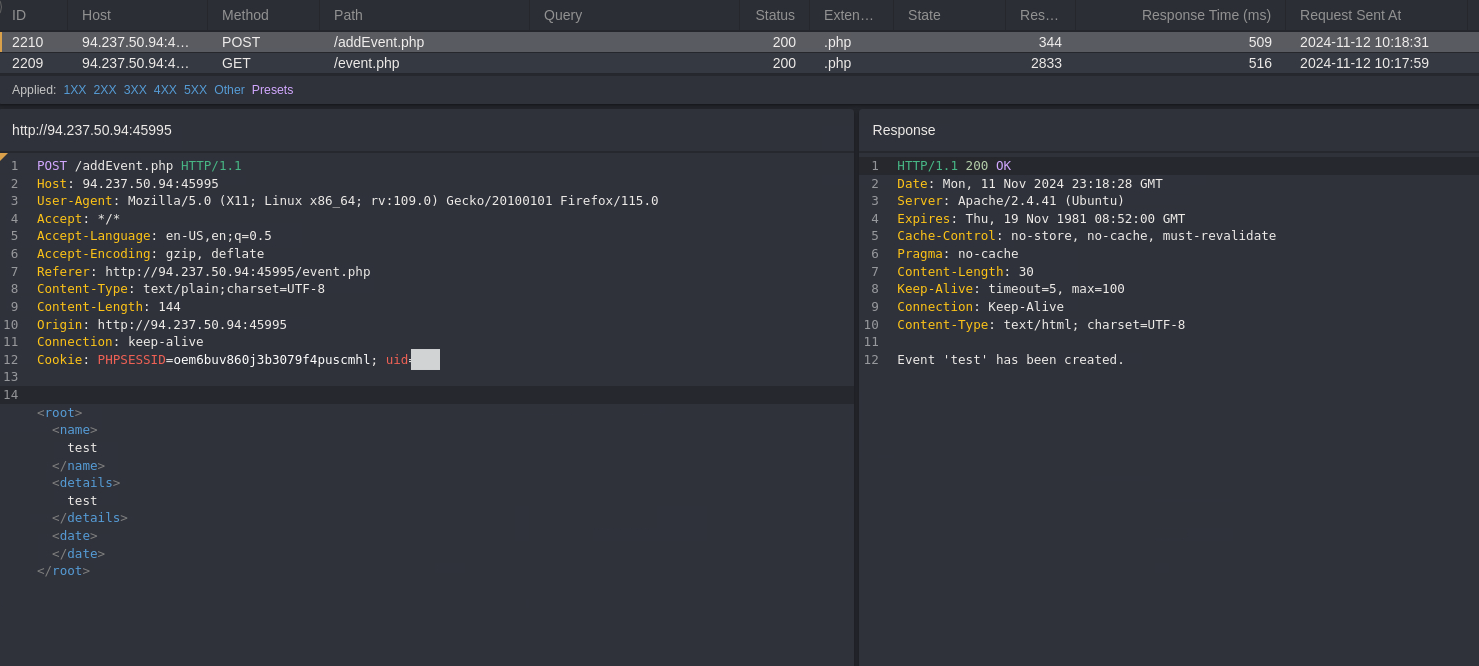 ID Host Method Path Query Status Exten… State Res… Response Time (ms) Request Sent At
2210 94.237.50.94:4… POST /addEvent.php 200 .php 344 509 2024-11-12 10:18:31
2209 94.237.50.94:4… GET /event.php 200 .php 2833 516 2024-11-12 10:17:59
Applied: 1XX 2XX 3XX 4XX 5XX Other Presets
http://94.237.50.94:45995
1 POST /addEvent.php HTTP/1.1
2 Host: 94.237.50.94:45995
3 User-Agent: Mozilla/5.0 (X11; Linux x86_64; rv:109.0) Gecko/20100101 Firefox/115.0
4 Accept: */*
5 Accept-Language: en-US,en;q=0.5
6 Accept-Encoding: gzip, deflate
7 Referer: http://94.237.50.94:45995/event.php
8 Content-Type: text/plain;charset=UTF-8
9 Content-Length: 144
10 Origin: http://94.237.50.94:45995
11 Connection: keep-alive
12 Cookie: PHPSESSID=oem6buv860j3b3079f4puscmhl; uid=
13
14
<root>
<name>
test
</name>
<details>
test
</details>
<date>
</date>
</root>
Response
1 HTTP/1.1 200 OK
2 Date: Mon, 11 Nov 2024 23:18:28 GMT
3 Server: Apache/2.4.41 (Ubuntu)
4 Expires: Thu, 19 Nov 1981 08:52:00 GMT
5 Cache-Control: no-store, no-cache, must-revalidate
6 Pragma: no-cache
7 Content-Length: 30
8 Keep-Alive: timeout=5, max=100
9 Connection: Keep-Alive
10 Content-Type: text/html; charset=UTF-8
11
12 Event 'test' has been created.